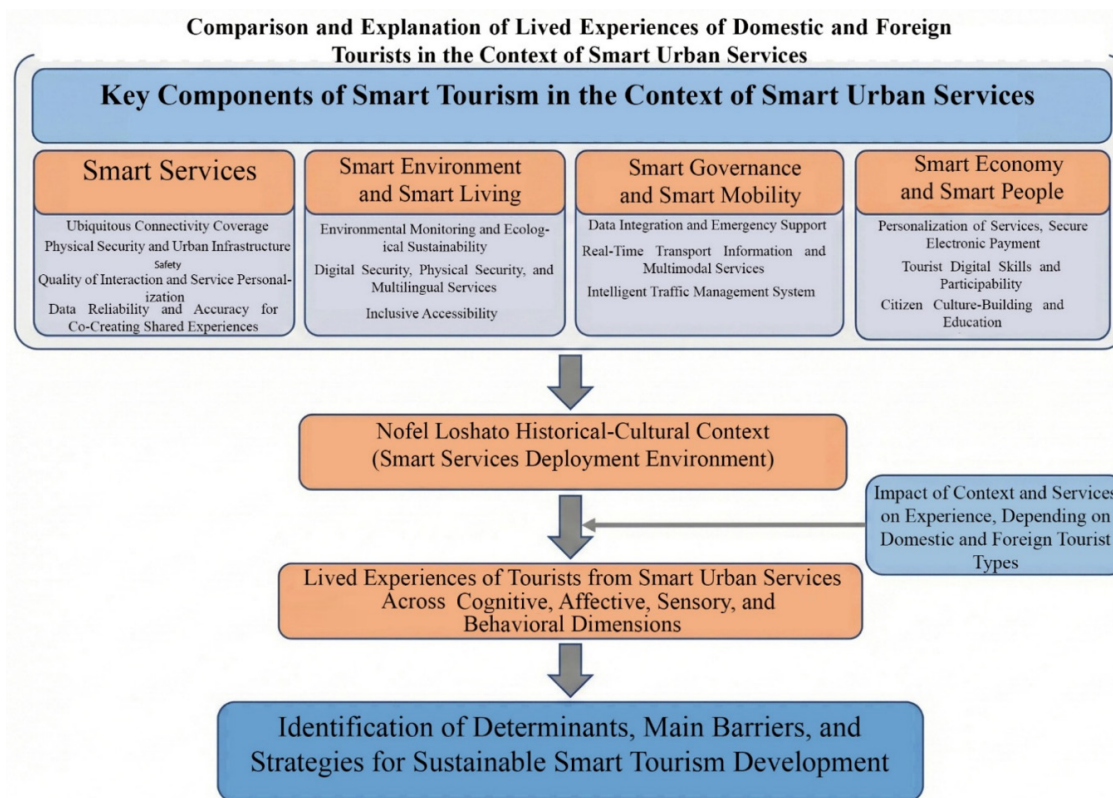 Comparison and Explanation of Lived Experiences of Domestic and Foreign
Tourists in the Context of Smart Urban Services
Key Components of Smart Tourism in the Context of Smart Urban Services
Smart Services
Ubiquitous Connectivity Coverage
Physical Security and Urban Infrastructure
Safety
Quality of Interaction and Service Personal-
ization
Data Reliability and Accuracy for
Co-Creating Shared Experiences
Smart Environment
and Smart Living
Environmental Monitoring and Ecolog-
ical Sustainability
Digital Security, Physical Security, and
Multilingual Services
Inclusive Accessibility
Smart Governance
and Smart Mobility
Data Integration and Emergency Support
Real-Time Transport Information and
Multimodal Services
Intelligent Traffic Management System
Smart Economy
and Smart People
Personalization of Services, Secure
Electronic Payment
Tourist Digital Skills and
Participability
Citizen Culture-Building and
Education
Nofel Loshato Historical-Cultural Context
(Smart Services Deployment Environment)
Impact of Context and Services
on Experience, Depending on
Domestic and Foreign Tourist
Types
Lived Experiences of Tourists from Smart Urban Services
Across Cognitive, Affective, Sensory, and
Behavioral Dimensions
Identification of Determinants, Main Barriers, and
Strategies for Sustainable Smart Tourism Development